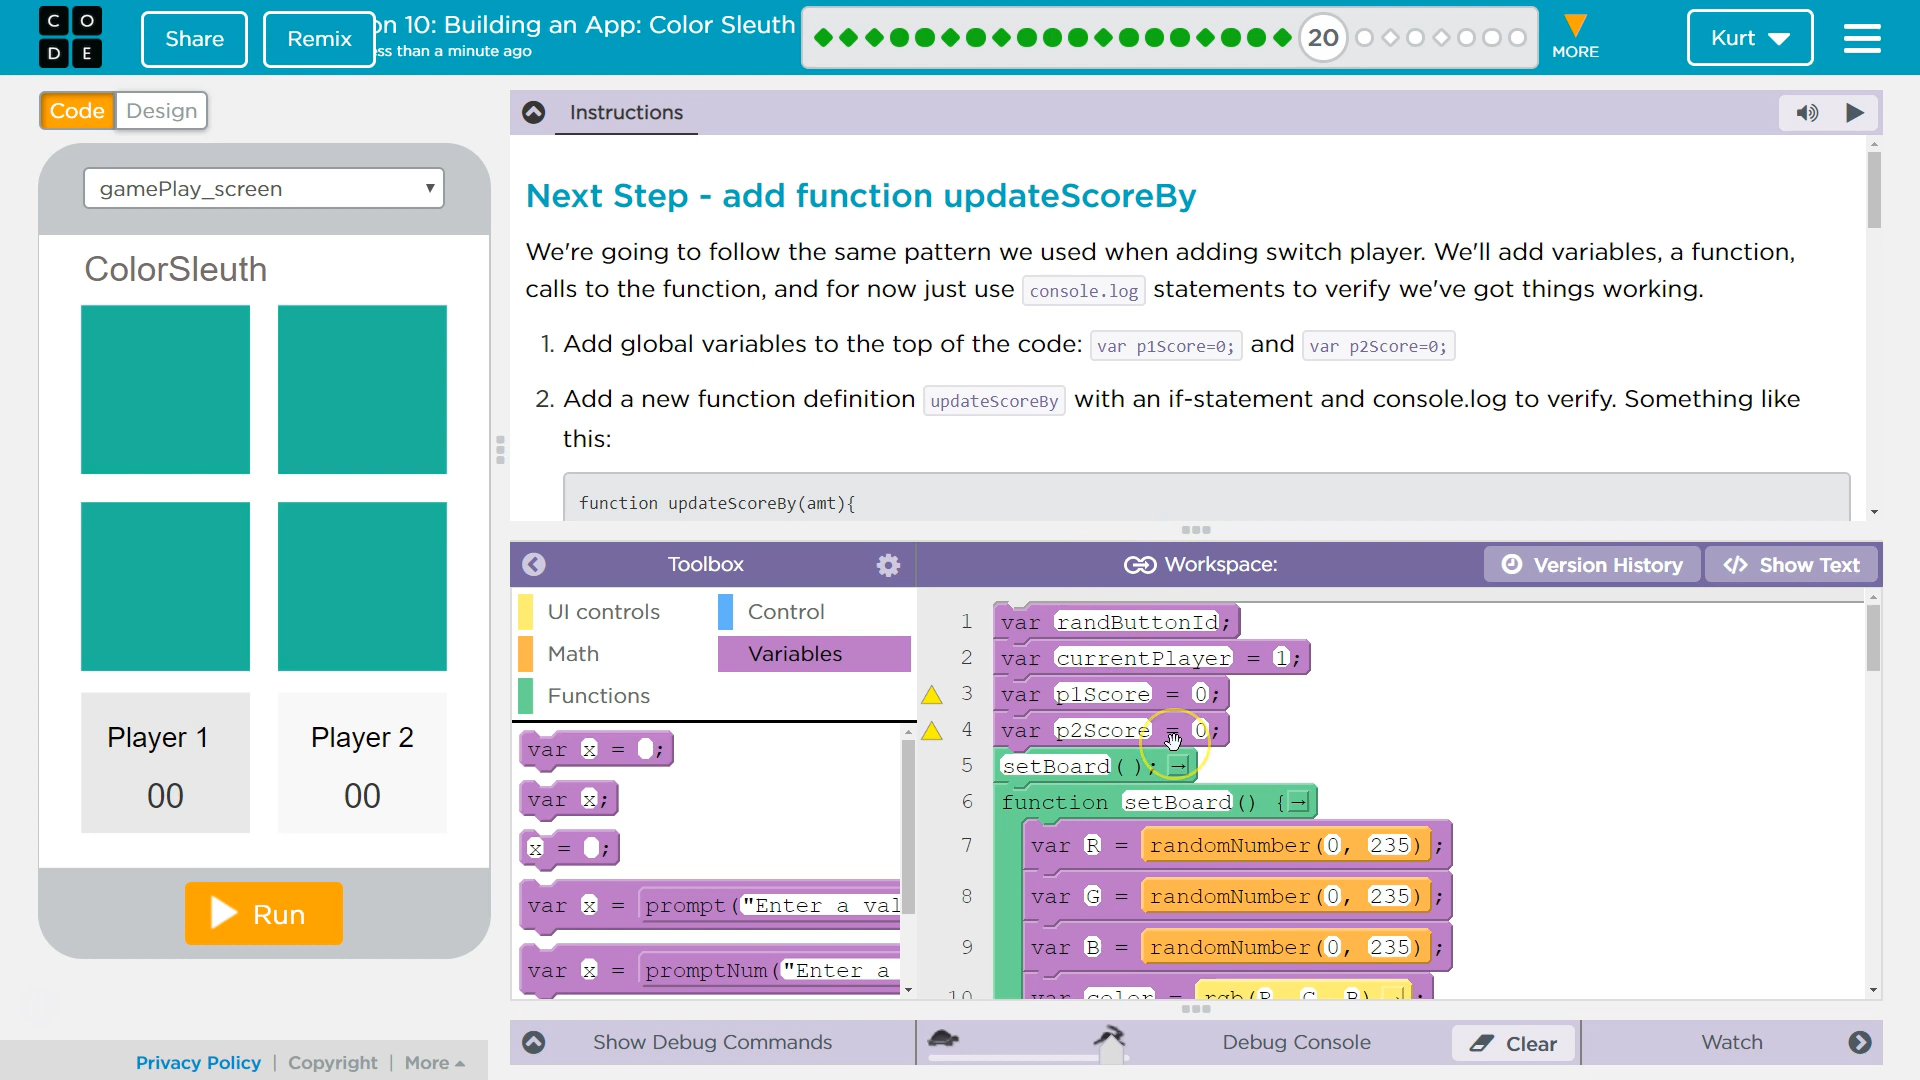 CODE
Share
Remix
on 10: Building an App: Color Sleuth
ess than a minute ago
20
MORE
Kurt
Code
Design
gamePlay_screen
ColorSleuth
Player 1
00
Player 2
00
Run
Privacy Policy | Copyright | More
Instructions
Next Step - add function updateScoreBy
We're going to follow the same pattern we used when adding switch player. We'll add variables, a function,
calls to the function, and for now just use console.log statements to verify we've got things working.
1. Add global variables to the top of the code: var p1Score=0; and var p2Score=0;
2. Add a new function definition updateScoreBy with an if-statement and console.log to verify. Something like
this:
function updateScoreBy(amt){
Toolbox
Workspace:
Version History
</> Show Text
UI controls
Control
Math
Variables
Functions
var x = ;
var x;
x = ;
var x = prompt("Enter a val
var x = promptNum("Enter a
1 var randButtonId;
2 var currentPlayer = 1;
3 var p1Score = 0;
4 var p2Score = 0;
5 setBoard();
6 function setBoard() {
7 var R = randomNumber(0, 235);
8 var G = randomNumber(0, 235);
9 var B = randomNumber(0, 235);
10 var color = rgb(R, G, B);
Show Debug Commands
Debug Console
Clear
Watch